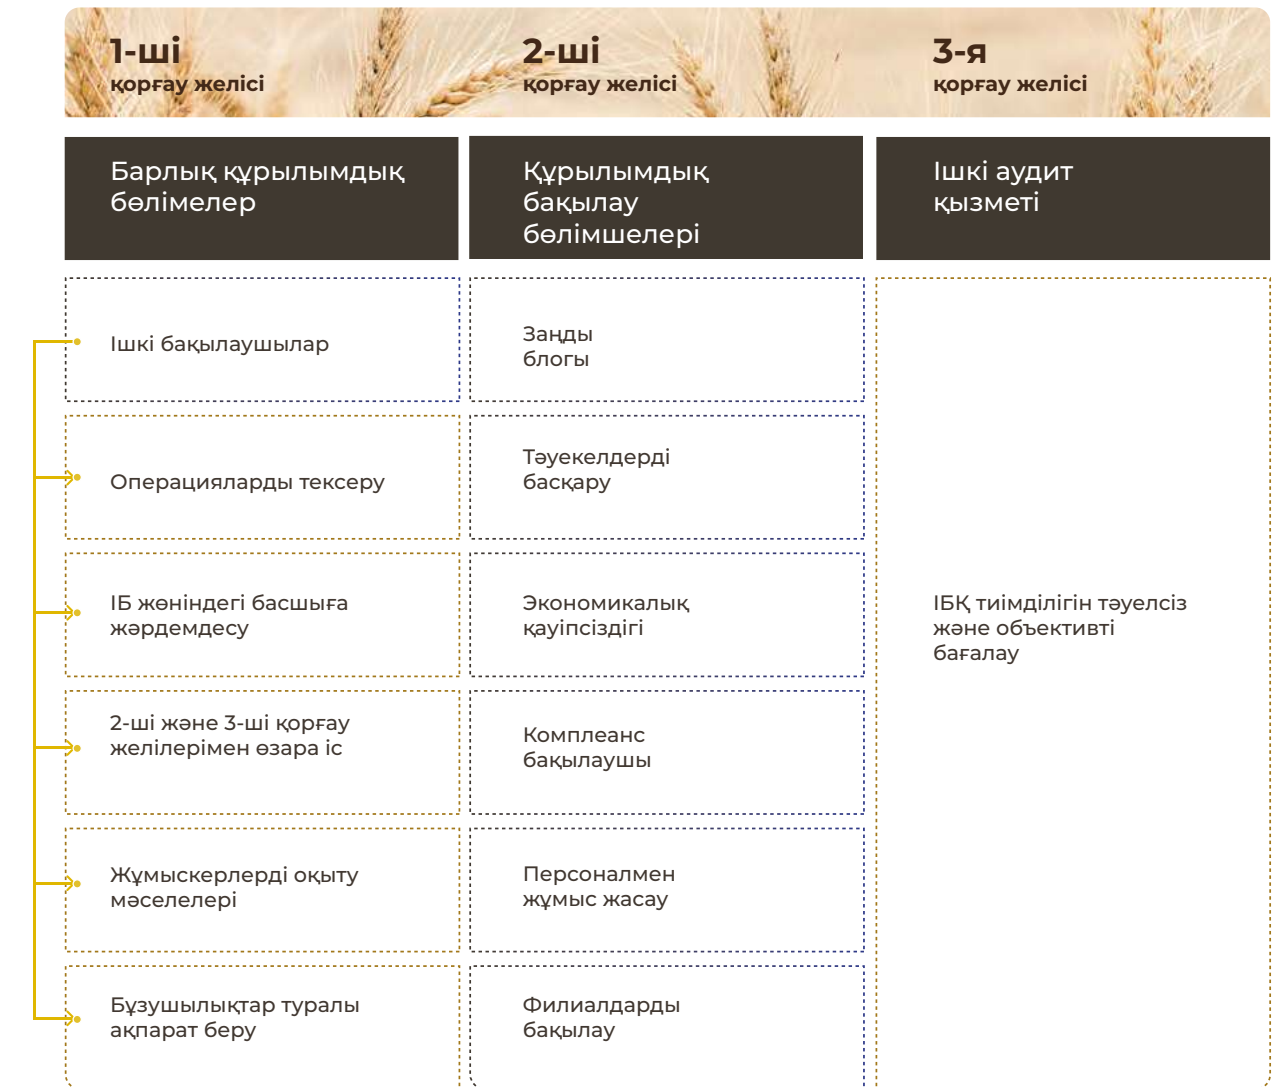 1-ші
қорғау желісі
2-ші
қорғау желісі
3-я
қорғау желісі
Барлық құрылымдық
бөлімелер
Құрылымдық
бақылау
бөлімшелері
Ішкі аудит
қызметі
Ішкі бақылаушылар
Заңды
блогы
Операцияларды тексеру
Тәуекелдерді
басқару
ІБ жөніндегі басшыға
жәрдемдесу
Экономикалық
қауіпсіздігі
ІБҚ тиімділігін тәуелсіз
және объективті
бағалау
2-ші және 3-ші қорғау
желілерімен өзара іс
Комплеанс
бақылаушы
Жұмыскерлерді оқыту
мәселелері
Персоналмен
жұмыс жасау
Бұзушылықтар туралы
ақпарат беру
Филиалдарды
бақылау